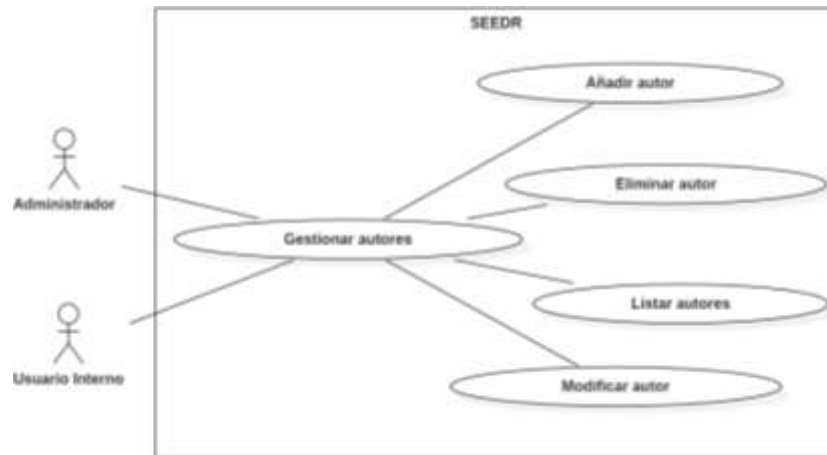 SEEDR
Añadir autor
Eliminar autor
Administrador
Gestionar autores
Listar autores
Usuario Interno
Modificar autor